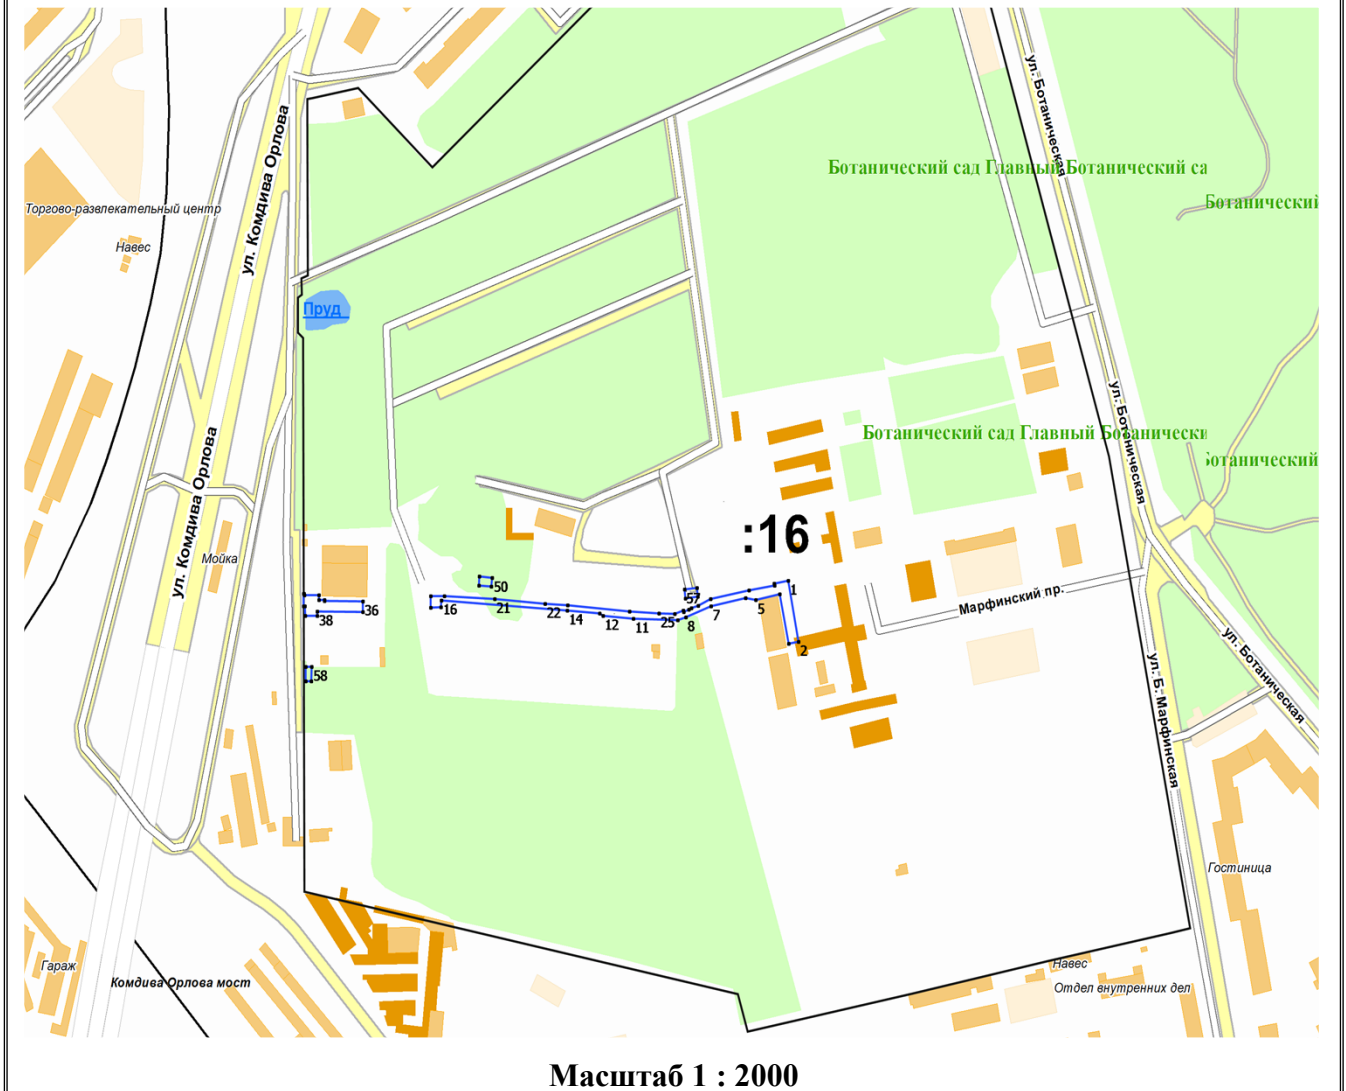 ул. Ботаническая
ул. Комдива Орлова
Ботанический сад Главный Ботанический са
Ботанический
Торгово-развлекательный центр
Навес
Пруд
ул. Ботаническая
Ботанический сад Главный Ботанически
Ботанический
ул. Комдива Орлова
:16
Мойка
50
57
1
Марфинский пр.
36
38
16
21
22
14
12
11
25
8
7
5
2
ул. Ботаническая
58
ул. Б. Марфинская
Гостиница
Гараж
Комдива Орлова мост
Навес
Отдел внутренних дел
Масштаб 1 : 2000